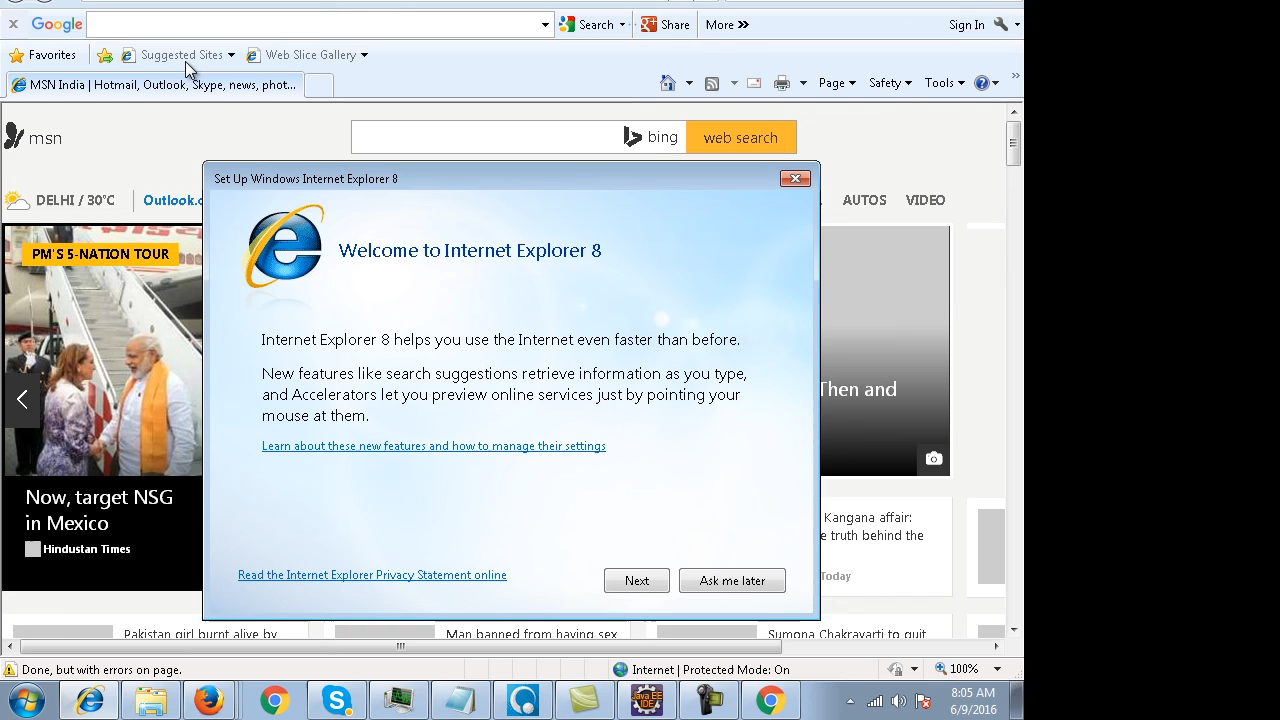 Google
Search
Share
More »
Sign In
Favorites
Suggested Sites
Web Slice Gallery
MSN India | Hotmail, Outlook, Skype, news, phot...
Page
Safety
Tools
»
msn
bing
web search
Set Up Windows Internet Explorer 8
DELHI / 30°C
Outlook.c
AUTOS
VIDEO
PM'S 5-NATION TOUR
Welcome to Internet Explorer 8
Internet Explorer 8 helps you use the Internet even faster than before.
New features like search suggestions retrieve information as you type,
and Accelerators let you preview online services just by pointing your
mouse at them.
Learn about these new features and how to manage their settings
Then and
Now, target NSG
in Mexico
Hindustan Times
Kangana affair:
e truth behind the
Today
Read the Internet Explorer Privacy Statement online
Next
Ask me later
Pakistan girl burnt alive by
Man banned from having sex
Sumona Chakravarti to quit
Done, but with errors on page.
Internet | Protected Mode: On
100%
Java EE
IDE
8:05 AM
6/9/2016